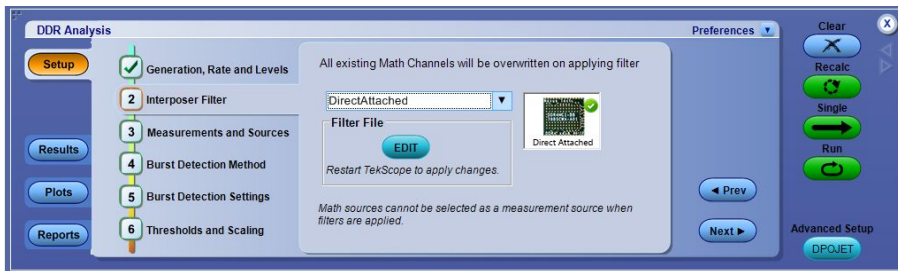 DDR Analysis
Preferences
Clear
X
Setup
Generation, Rate and Levels
2 Interposer Filter
3 Measurements and Sources
4 Burst Detection Method
5 Burst Detection Settings
6 Thresholds and Scaling
Results
Plots
Reports
All existing Math Channels will be overwritten on applying filter
DirectAttached
Filter File
EDIT
Restart TekScope to apply changes.
Direct Attached
Math sources cannot be selected as a measurement source when
filters are applied.
Prev
Next
Recalc
Single
Run
Advanced Setup
DPOJET